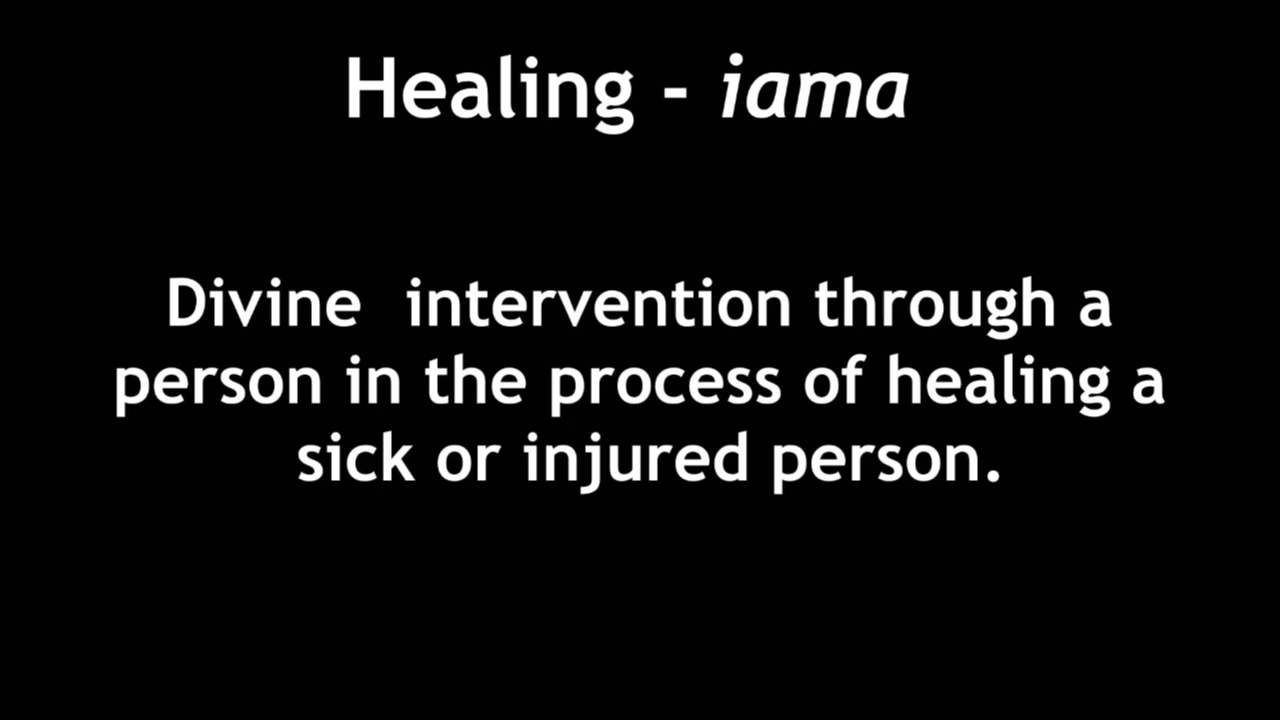 Healing - iama
Divine  intervention through a
person in the process of healing a
sick or injured person.